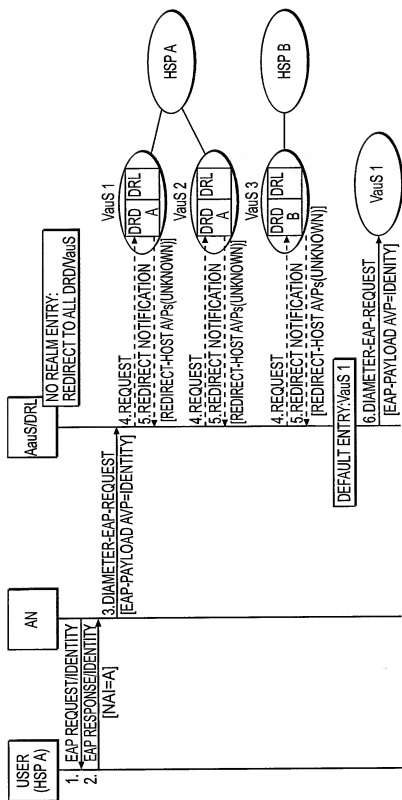 USER
(HSP A)
AN
AauS/DRL
NO REALM ENTRY:
REDIRECT TO ALL DRD/VauS
1. EAP REQUEST/IDENTITY
2. EAP RESPONSE/IDENTITY
[NAI=A]
3.DIAMETER-EAP-REQUEST
[EAP-PAYLOAD AVP=IDENTITY]
VauS 1
DRD DRL
A
4.REQUEST
5.REDIRECT NOTIFICATION
[REDIRECT-HOST AVPs(UNKNOWN)]
VauS 2
DRD DRL
A
4.REQUEST
5.REDIRECT NOTIFICATION
[REDIRECT-HOST AVPs(UNKNOWN)]
HSP A
VauS 3
DRD DRL
B
4.REQUEST
5.REDIRECT NOTIFICATION
[REDIRECT-HOST AVPs(UNKNOWN)]
HSP B
DEFAULT ENTRY:VauS 1
6.DIAMETER-EAP-REQUEST
[EAP-PAYLOAD AVP=IDENTITY]
VauS 1